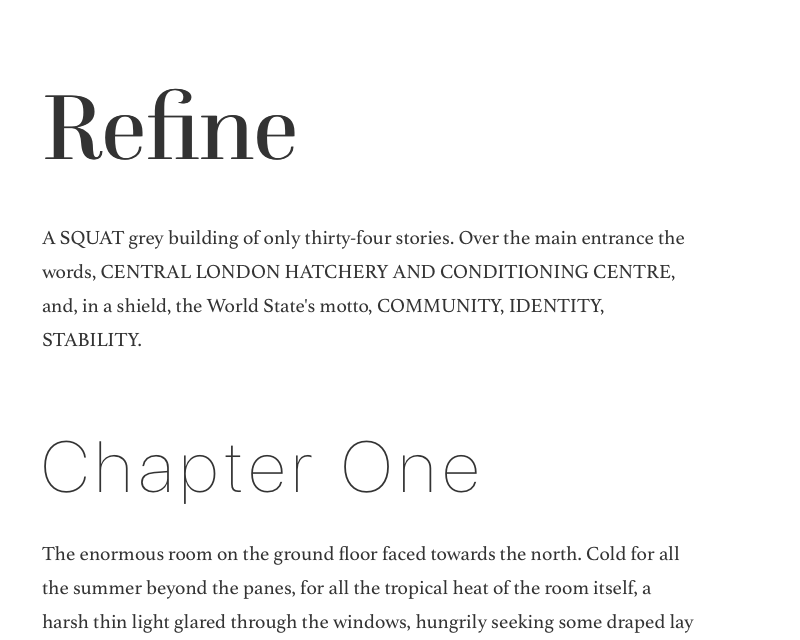 Refine
A SQUAT grey building of only thirty-four stories. Over the main entrance the
words, CENTRAL LONDON HATCHERY AND CONDITIONING CENTRE,
and, in a shield, the World State's motto, COMMUNITY, IDENTITY,
STABILITY.
Chapter One
The enormous room on the ground floor faced towards the north. Cold for all
the summer beyond the panes, for all the tropical heat of the room itself, a
harsh thin light glared through the windows, hungrily seeking some draped lay